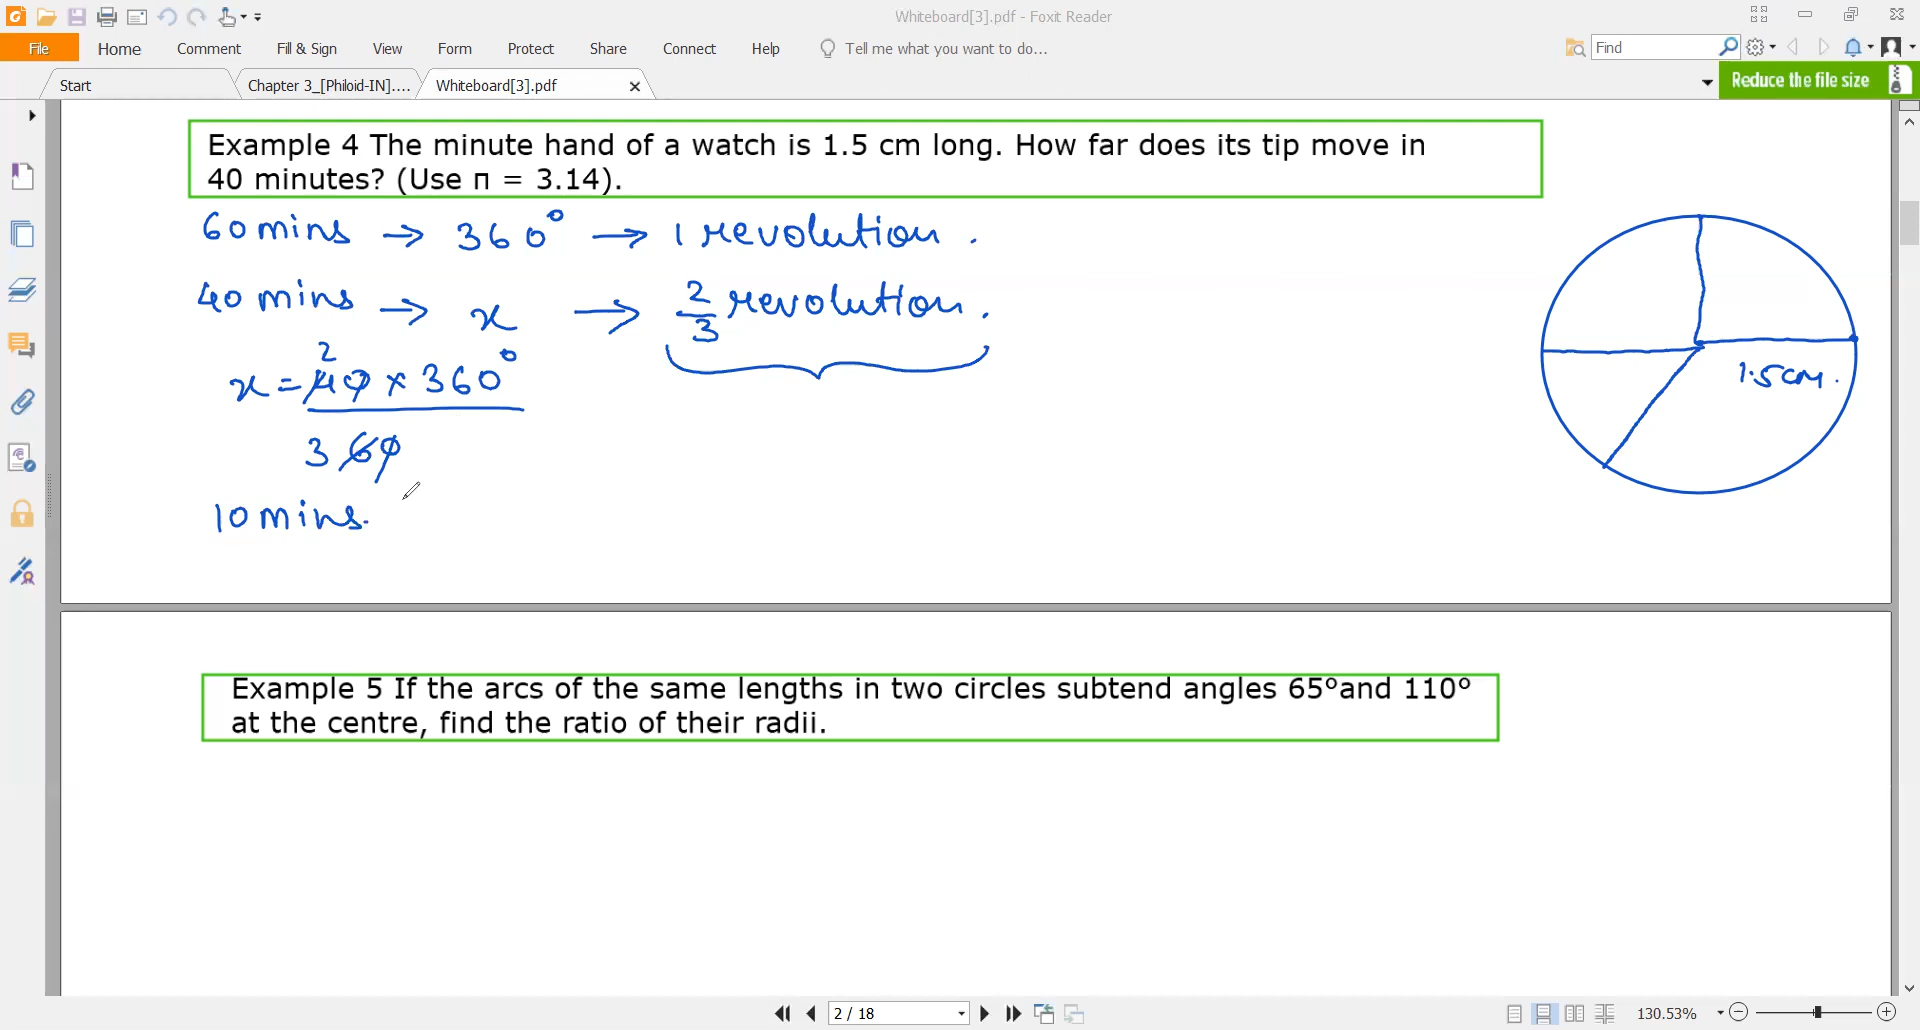 Whiteboard[3].pdf - Foxit Reader
File Home Comment Fill & Sign View Form Protect Share Connect Help Tell me what you want to do... Find
Start Chapter 3_[Philoid-IN].... Whiteboard[3].pdf Reduce the file size
Example 4 The minute hand of a watch is 1.5 cm long. How far does its tip move in
40 minutes? (Use п = 3.14).
60 mins → 360° → 1 revolution.
40 mins → x → 2/3 revolution.
2
x = 40 × 360°
3 60
10 mins.
1.5cm.
Example 5 If the arcs of the same lengths in two circles subtend angles 65°and 110°
at the centre, find the ratio of their radii.
2 / 18 130.53%